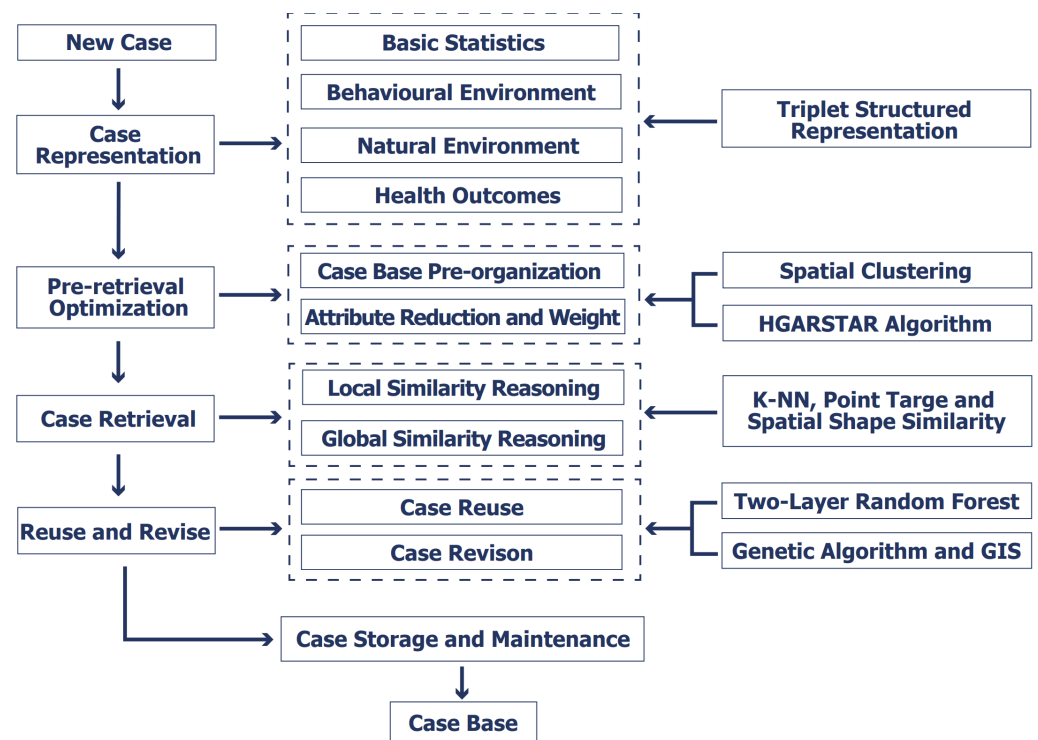 New Case
Basic Statistics
Behavioural Environment
Triplet Structured
Representation
Case
Representation
Natural Environment
Health Outcomes
Pre-retrieval
Optimization
Case Base Pre-organization
Attribute Reduction and Weight
Spatial Clustering
HGARSTAR Algorithm
Case Retrieval
Local Similarity Reasoning
Global Similarity Reasoning
K-NN, Point Targe and
Spatial Shape Similarity
Reuse and Revise
Case Reuse
Case Revison
Two-Layer Random Forest
Genetic Algorithm and GIS
Case Storage and Maintenance
Case Base